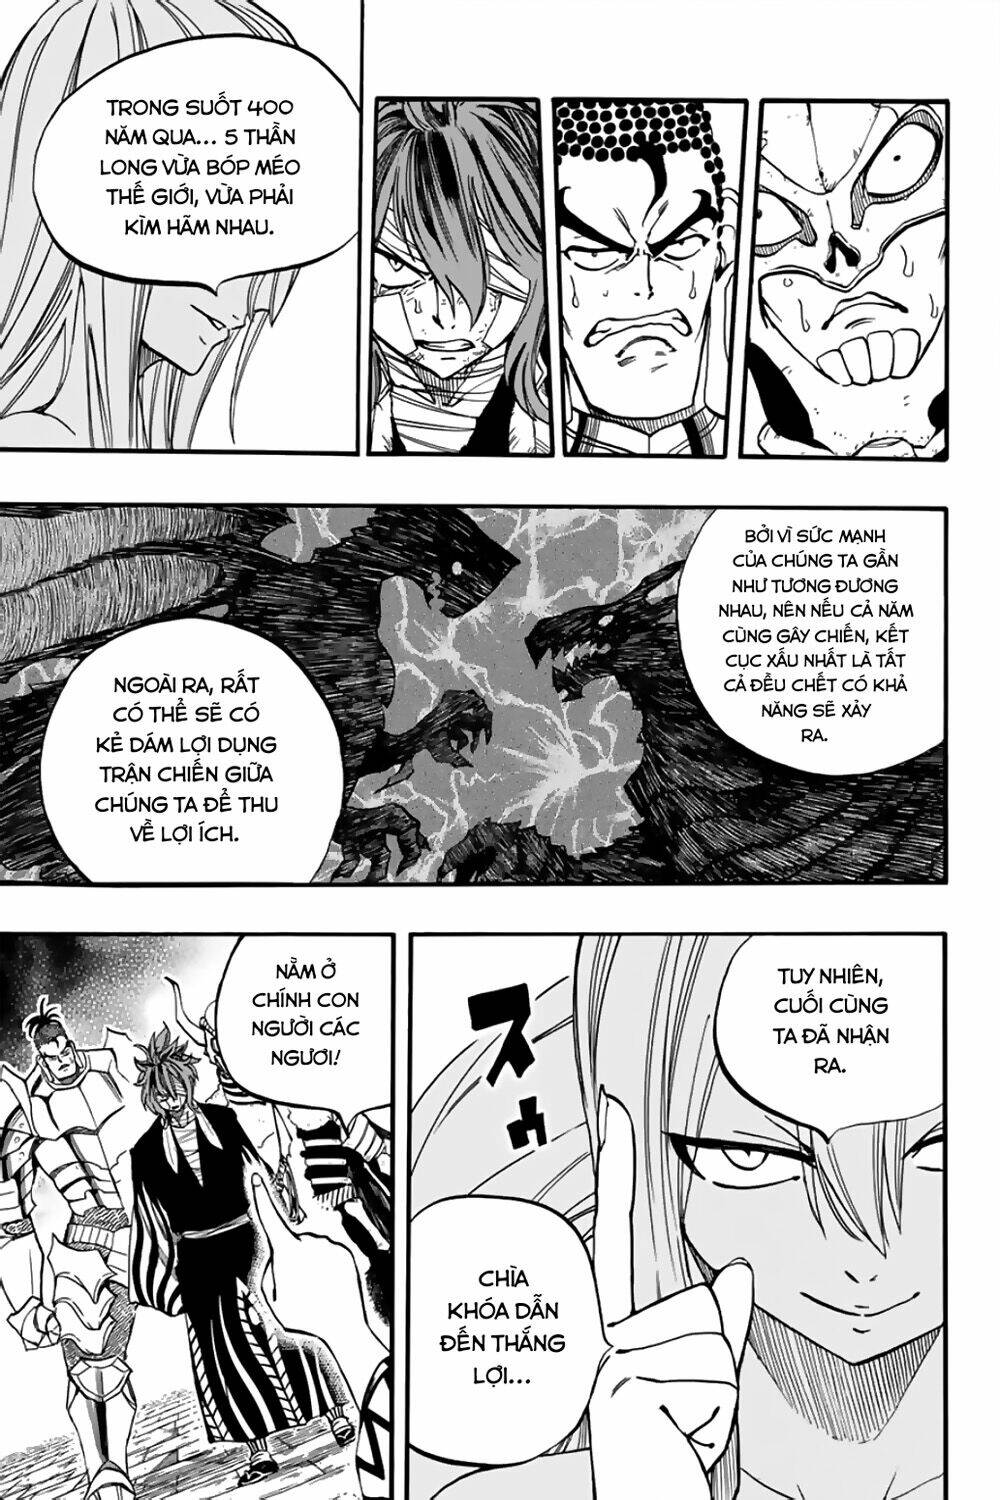 TRONG SUỐT 400
NĂM QUA... 5 THẦN
LONG VỪA BÓP MÉO
THẾ GIỚI, VỪA PHẢI
KÌM HÃM NHAU.
BỞI VÌ SỨC MẠNH
CỦA CHÚNG TA GẦN
NHƯ TƯƠNG ĐƯƠNG
NHAU, NÊN NẾU CẢ NĂM
CÙNG GÂY CHIẾN, KẾT
CỤC XẤU NHẤT LÀ TẤT
CẢ ĐỀU CHẾT CÓ KHẢ
NĂNG SẼ XẢY
RA.
NGOÀI RA, RẤT
CÓ THỂ SẼ CÓ
KẺ DÁM LỢI DỤNG
TRẬN CHIẾN GIỮA
CHÚNG TA ĐỂ THU
VỀ LỢI ÍCH.
TUY NHIÊN,
CUỐI CÙNG
TA ĐÃ NHẬN
RA.
スゥ
CHÌA
KHÓA DẪN
ĐẾN THẮNG
LỢI...
NẰM Ở
CHÍNH CON
NGƯỜI CÁC
NGƯƠI!